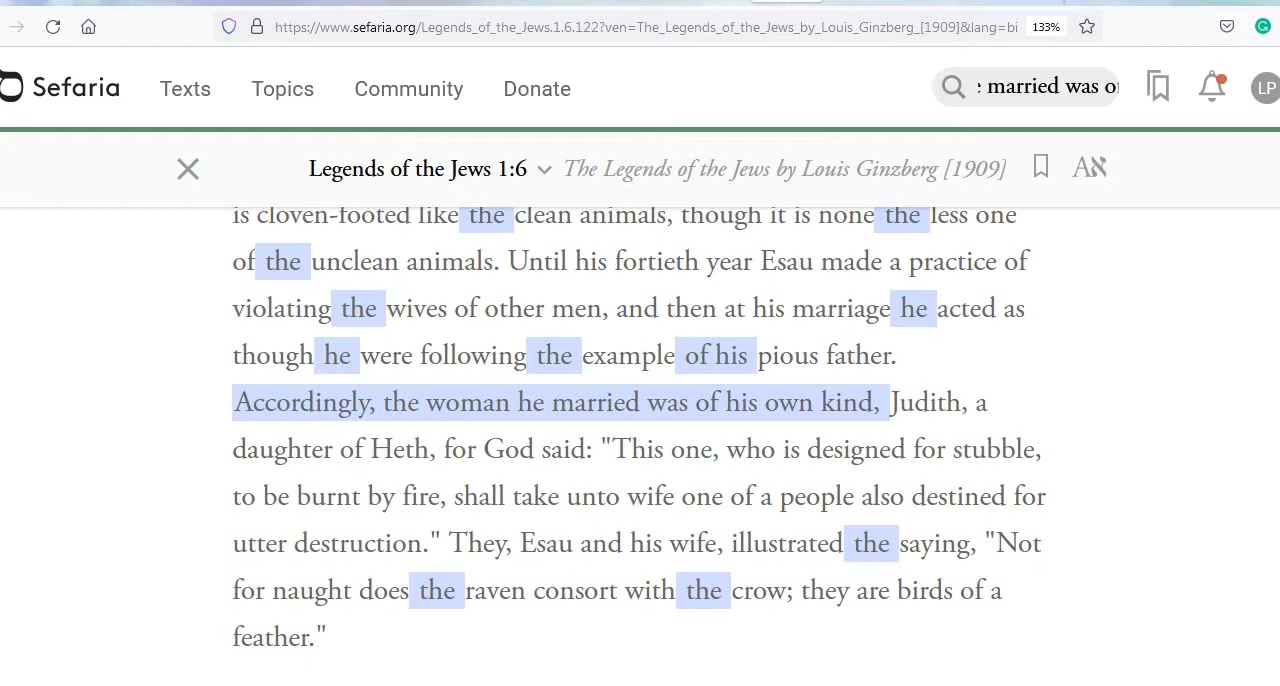 https://www.sefaria.org/Legends_of_the_Jews.1.6.122?ven=The_Legends_of_the_Jews_by_Louis_Ginzberg_[1909]&lang=bi 133%
Sefaria Texts Topics Community Donate married was LP
Legends of the Jews 1:6 The Legends of the Jews by Louis Ginzberg [1909] Aא
is cloven-footed like the clean animals, though it is none the less one
of the unclean animals. Until his fortieth year Esau made a practice of
violating the wives of other men, and then at his marriage he acted as
though he were following the example of his pious father.
Accordingly, the woman he married was of his own kind, Judith, a
daughter of Heth, for God said: "This one, who is designed for stubble,
to be burnt by fire, shall take unto wife one of a people also destined for
utter destruction." They, Esau and his wife, illustrated the saying, "Not
for naught does the raven consort with the crow; they are birds of a
feather."